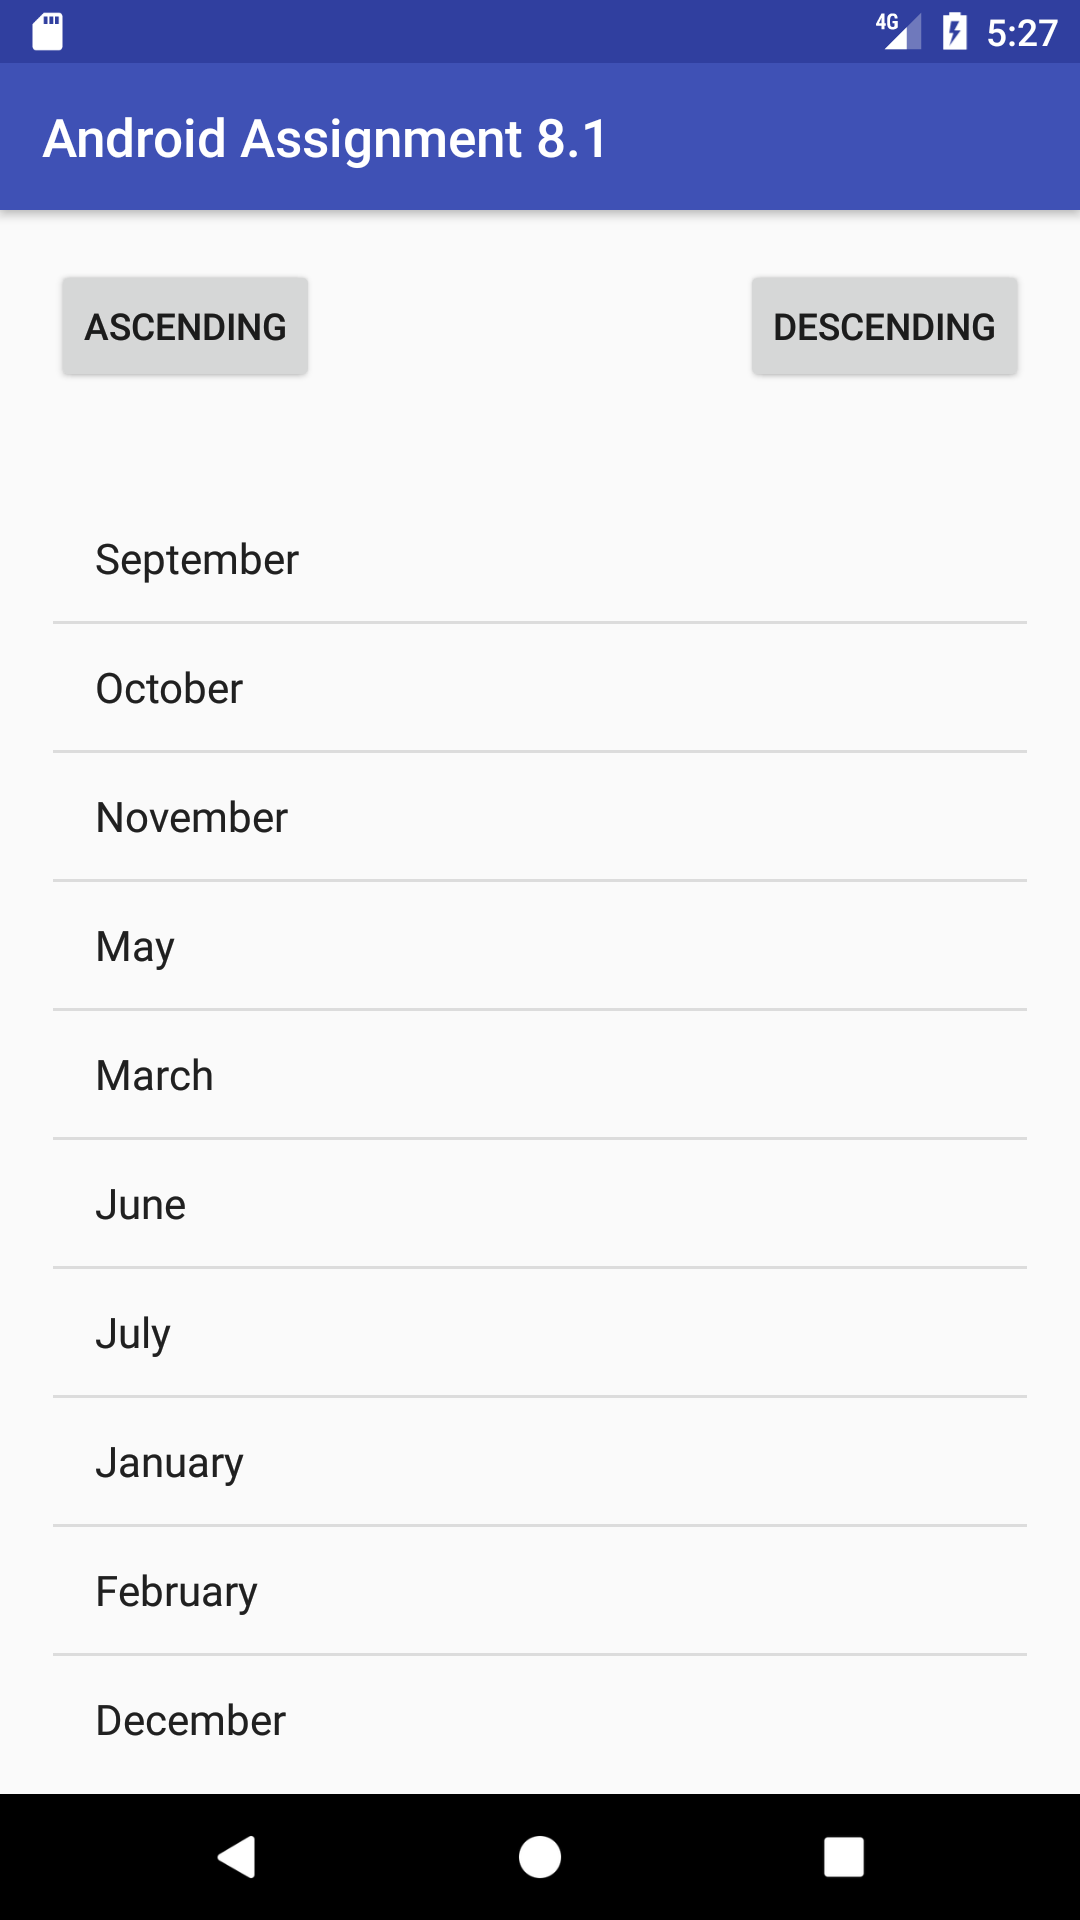 4G 5:27
Android Assignment 8.1
ASCENDING DESCENDING
September
October
November
May
March
June
July
January
February
December